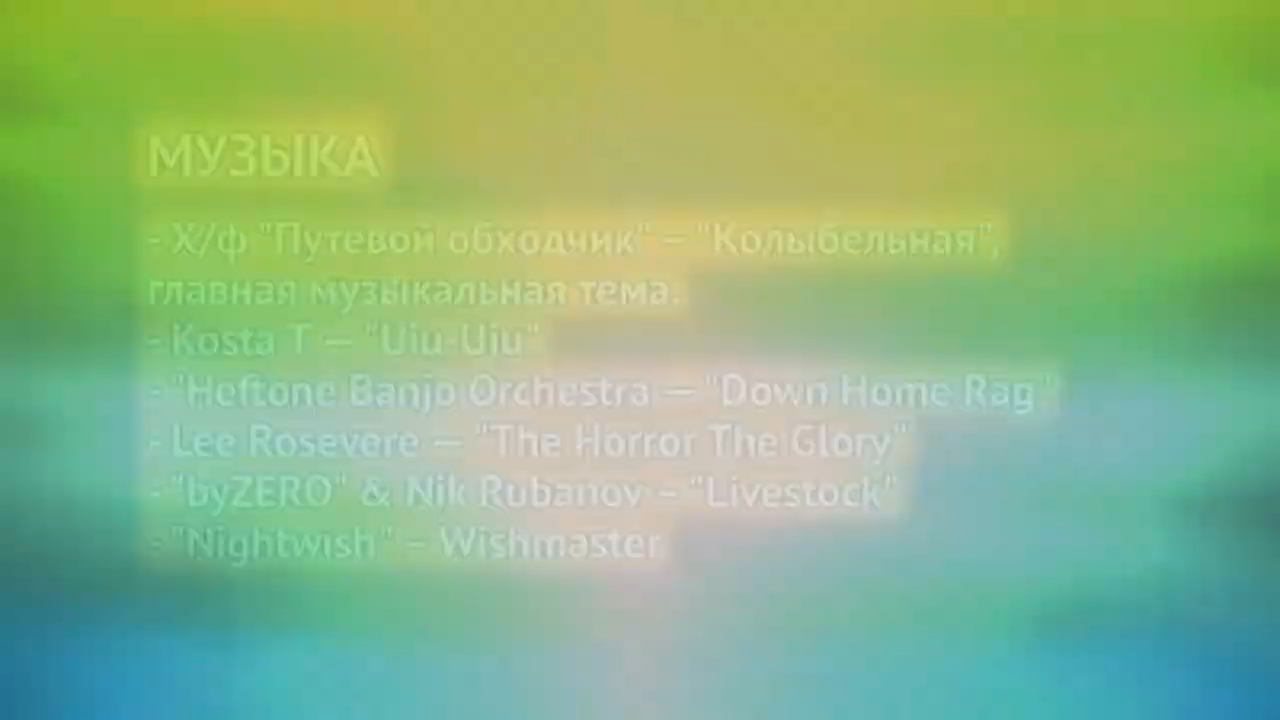 МУЗЫКА
- Х/ф "Путевой обходчик" – "Колыбельная",
главная музыкальная тема.
- Kosta T – "Uiu-Uiu"
- "Heftone Banjo Orchestra – "Down Home Rag"
- Lee Rosevere – "The Horror The Glory"
- "byZERO" & Nik Rubanov – "Livestock"
- "Nightwish" – Wishmaster